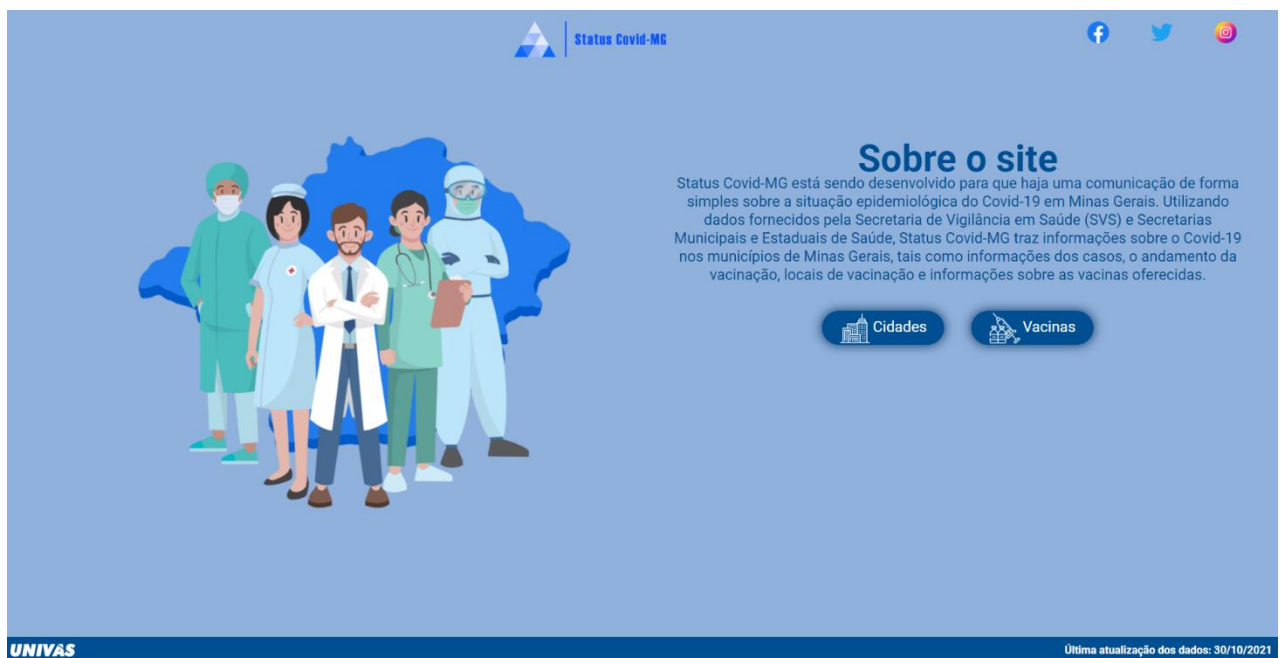 Status Covid-MG
Sobre o site
Status Covid-MG está sendo desenvolvido para que haja uma comunicação de forma
simples sobre a situação epidemiológica do Covid-19 em Minas Gerais. Utilizando
dados fornecidos pela Secretaria de Vigilância em Saúde (SVS) e Secretarias
Municipais e Estaduais de Saúde, Status Covid-MG traz informações sobre o Covid-19
nos municípios de Minas Gerais, tais como informações dos casos, o andamento da
vacinação, locais de vacinação e informações sobre as vacinas oferecidas.
Cidades
Vacinas
UNIVÁS
Última atualização dos dados: 30/10/2021